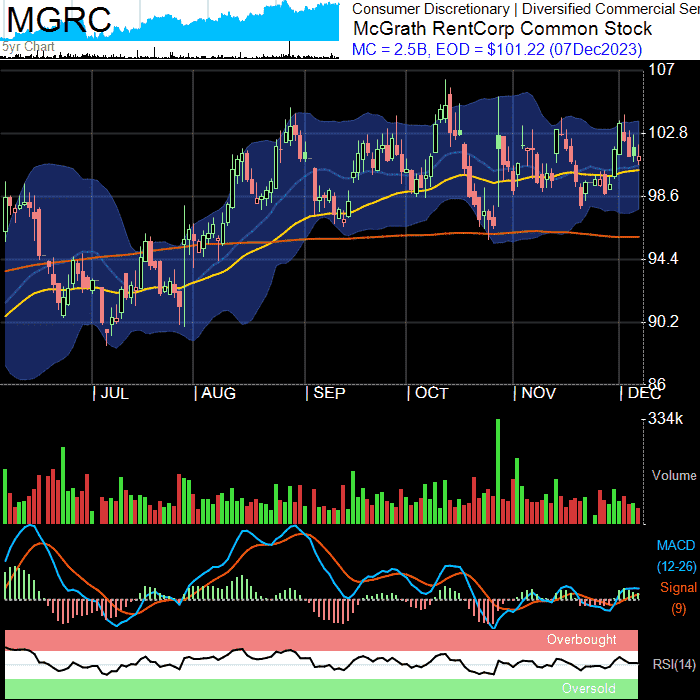 MGRC
5yr Chart
Consumer Discretionary | Diversified Commercial Ser
McGrath RentCorp Common Stock
MC = 2.5B, EOD = $101.22 (07Dec2023)
107
102.8
98.6
94.4
90.2
86
| JUL | AUG | SEP | OCT | NOV | DEC
334k
Volume
MACD
(12-26)
Signal
(9)
Overbought
RSI(14)
Oversold